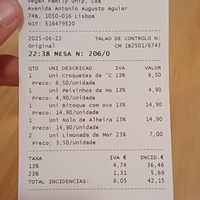 Vegan Family Unip, Lda
Avenida Antonio Augusto Aguiar
74B, 1050-016 Lisboa
NIF: 516479520
2025-06-22 TALAO DE CONTROLO N:
Original CM 1B2501/6743
22:38 MESA N: 206/0
QTD UNI DESCRICAO IVA VALOR
1 Uni Croquetes de "C 13% 6,50
Preco: 6,50/Unidade
1 Uni Peixinhos da Ho 13% 4,90
Preco: 4,90/Unidade
1 Uni Bitoque com ovo 13% 14,90
Preco: 14,90/Unidade
1 Uni Rolo de Alheira 13% 14,90
Preco: 14,90/Unidade
2 Uni Limonada de Mor 23% 7,00
Preco: 3,50/Unidade
TAXA IVA € INCID.€
13% 4,74 36,46
23% 1,31 5,69
TOTAL INCIDENCIAS: 6,05 42,15